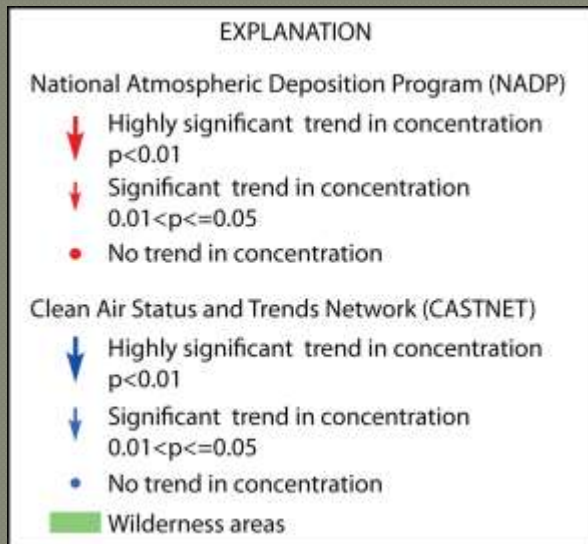 EXPLANATION
National Atmospheric Deposition Program (NADP)
Highly significant trend in concentration
p<0.01
Significant trend in concentration
0.01<p<=0.05
No trend in concentration
Clean Air Status and Trends Network (CASTNET)
Highly significant trend in concentration
p<0.01
Significant trend in concentration
0.01<p<=0.05
No trend in concentration
Wilderness areas